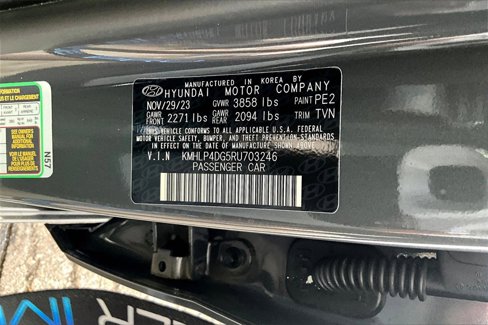 MANUFACTURED IN KOREA BY
HYUNDAI MOTOR COMPANY
NOV/29/23 GVWR 3858 lbs PAINT PE2
GAWR FRONT 2271 lbs GAWR REAR 2094 lbs TRIM TVN
THIS VEHICLE CONFORMS TO ALL APPLICABLE U.S. FEDERAL
MOTOR VEHICLE SAFETY, BUMPER, AND THEFT PREVENTION STANDARDS
IN EFFECT ON THE DATE OF MANUFACTURE SHOWN ABOVE.
V.I.N KMHLP4DG5RU703246
PASSENGER CAR
N57